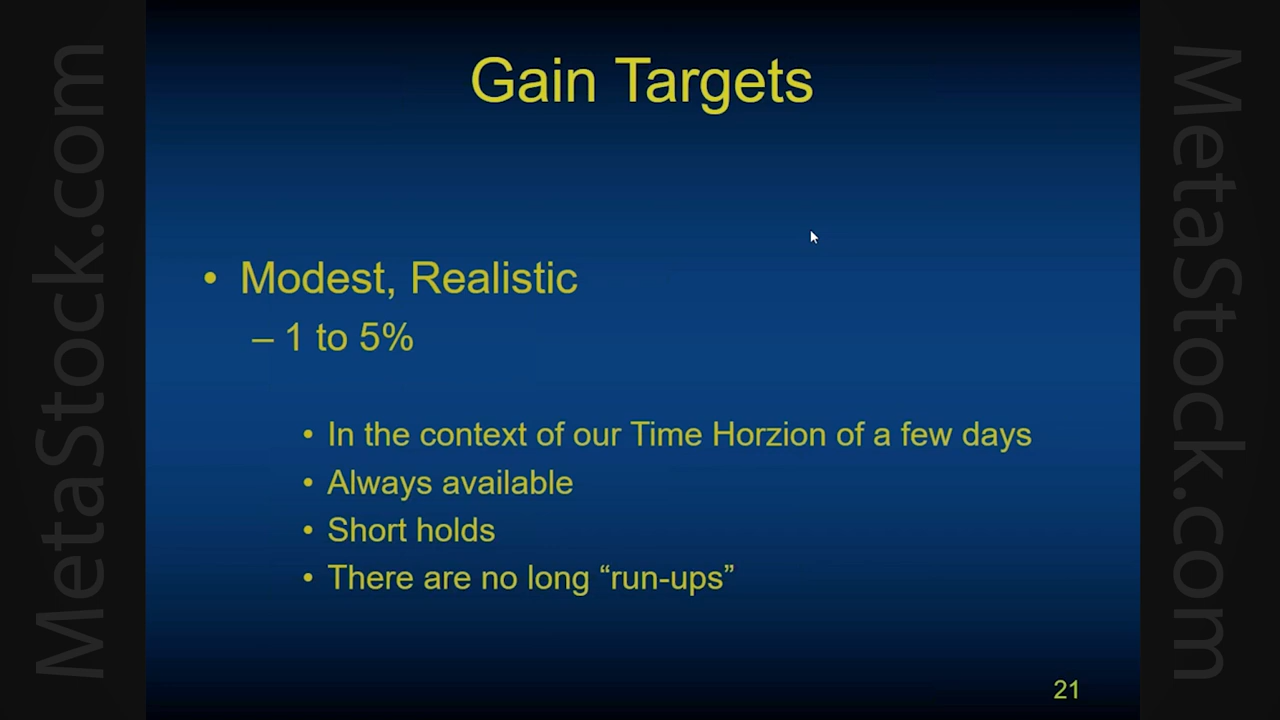 MetaStock.com
Gain Targets
• Modest, Realistic
– 1 to 5%
• In the context of our Time Horzion of a few days
• Always available
• Short holds
• There are no long “run-ups”
21
MetaStock.com